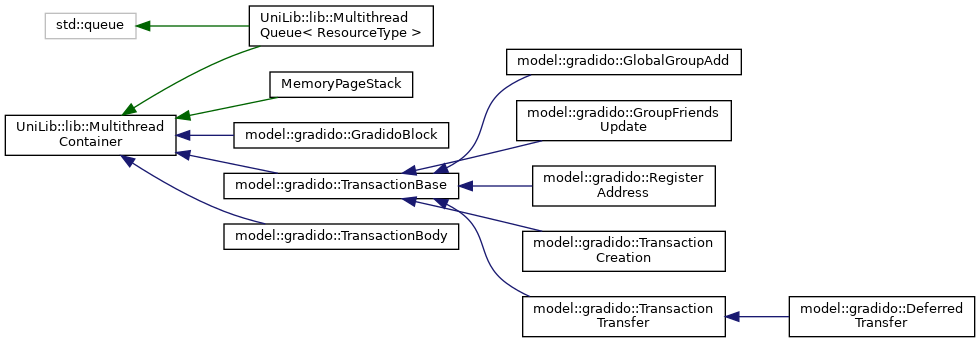 std::queue
UniLib::lib::Multithread
Queue< ResourceType >
MemoryPageStack
UniLib::lib::Multithread
Container
model::gradido::GradidoBlock
model::gradido::TransactionBase
model::gradido::TransactionBody
model::gradido::GlobalGroupAdd
model::gradido::GroupFriends
Update
model::gradido::Register
Address
model::gradido::Transaction
Creation
model::gradido::Transaction
Transfer
model::gradido::Deferred
Transfer